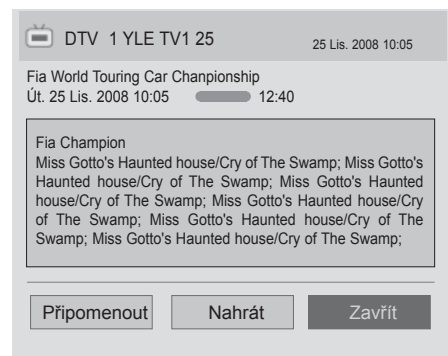 DTV 1 YLE TV1 25 25 Lis. 2008 10:05
Fia World Touring Car Chanpionship
Út. 25 Lis. 2008 10:05 12:40
Fia Champion
Miss Gotto's Haunted house/Cry of The Swamp; Miss Gotto's
Haunted house/Cry of The Swamp; Miss Gotto's Haunted
house/Cry of The Swamp; Miss Gotto's Haunted house/Cry
of The Swamp; Miss Gotto's Haunted house/Cry of The
Swamp; Miss Gotto's Haunted house/Cry of The Swamp;
Připomenout Nahrát Zavřít